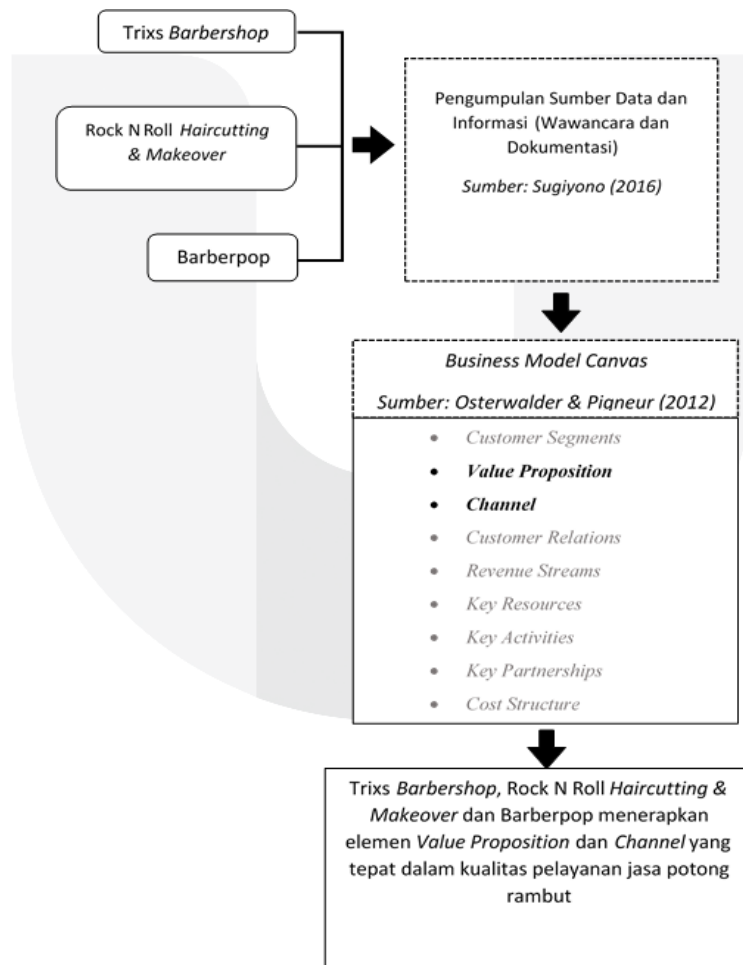 Trixs Barbershop
Rock N Roll Haircutting
& Makeover
Barberpop
Pengumpulan Sumber Data dan
Informasi (Wawancara dan
Dokumentasi)
Sumber: Sugiyono (2016)
Business Model Canvas
Sumber: Osterwalder & Pigneur (2012)
• Customer Segments
• Value Proposition
• Channel
• Customer Relations
• Revenue Streams
• Key Resources
• Key Activities
• Key Partnerships
• Cost Structure
Trixs Barbershop, Rock N Roll Haircutting &
Makeover dan Barberpop menerapkan
elemen Value Proposition dan Channel yang
tepat dalam kualitas pelayanan jasa potong
rambut